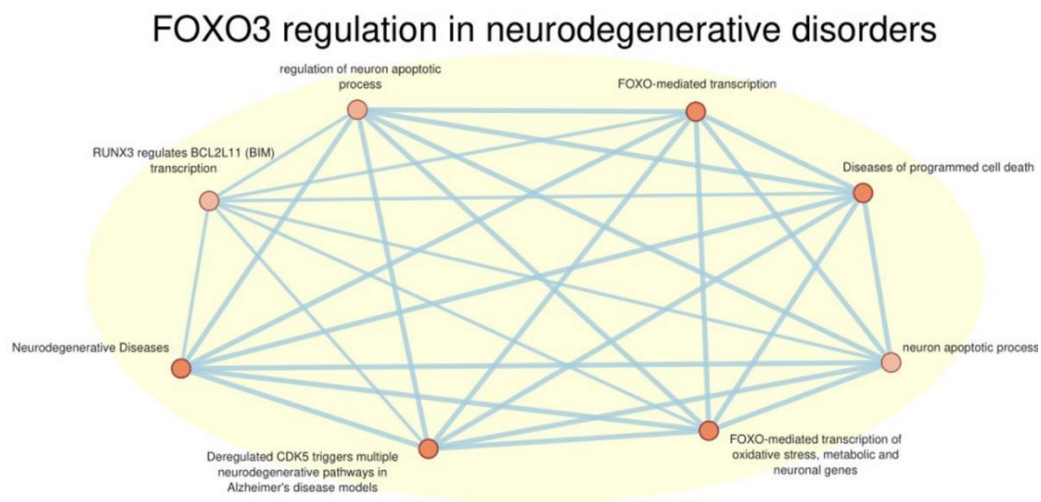 FOXO3 regulation in neurodegenerative disorders
regulation of neuron apoptotic
process
FOXO-mediated transcription
RUNX3 regulates BCL2L11 (BIM)
transcription
Diseases of programmed cell death
Neurodegenerative Diseases
neuron apoptotic process
Deregulated CDK5 triggers multiple
neurodegenerative pathways in
Alzheimer's disease models
FOXO-mediated transcription of
oxidative stress, metabolic and
neuronal genes